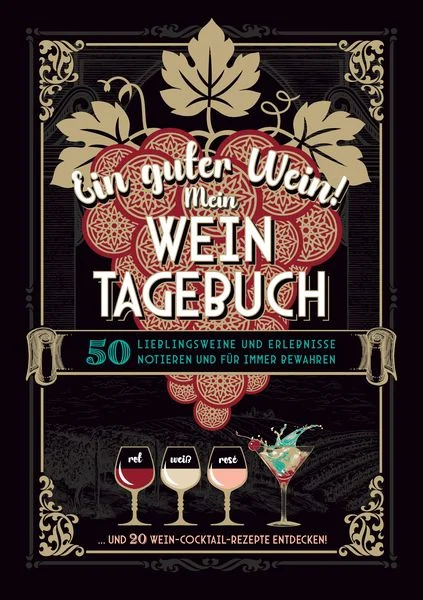 Ein guter Wein!
Mein
WEIN
TAGEBUCH
50 LIEBLINGSWEINE UND ERLEBNISSE
NOTIEREN UND FÜR IMMER BEWAHREN
rot weiß rosé
... UND 20 WEIN-COCKTAIL-REZEPTE ENTDECKEN!